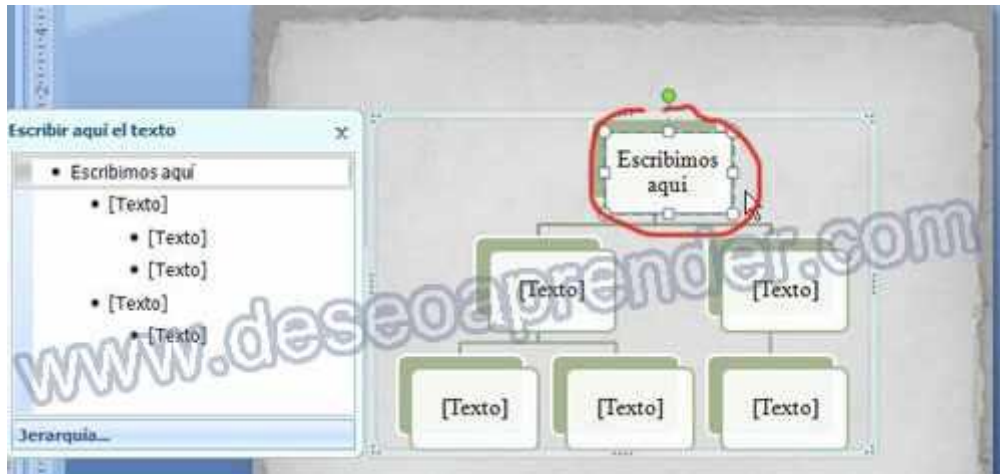 Escribir aquí el texto x
• Escribimos aquí
• [Texto]
• [Texto]
• [Texto]
• [Texto]
• [Texto]
Jerarquía...
Escribimos
aquí
[Texto]
[Texto]
[Texto]
[Texto]
[Texto]
www.deseoaprender.com